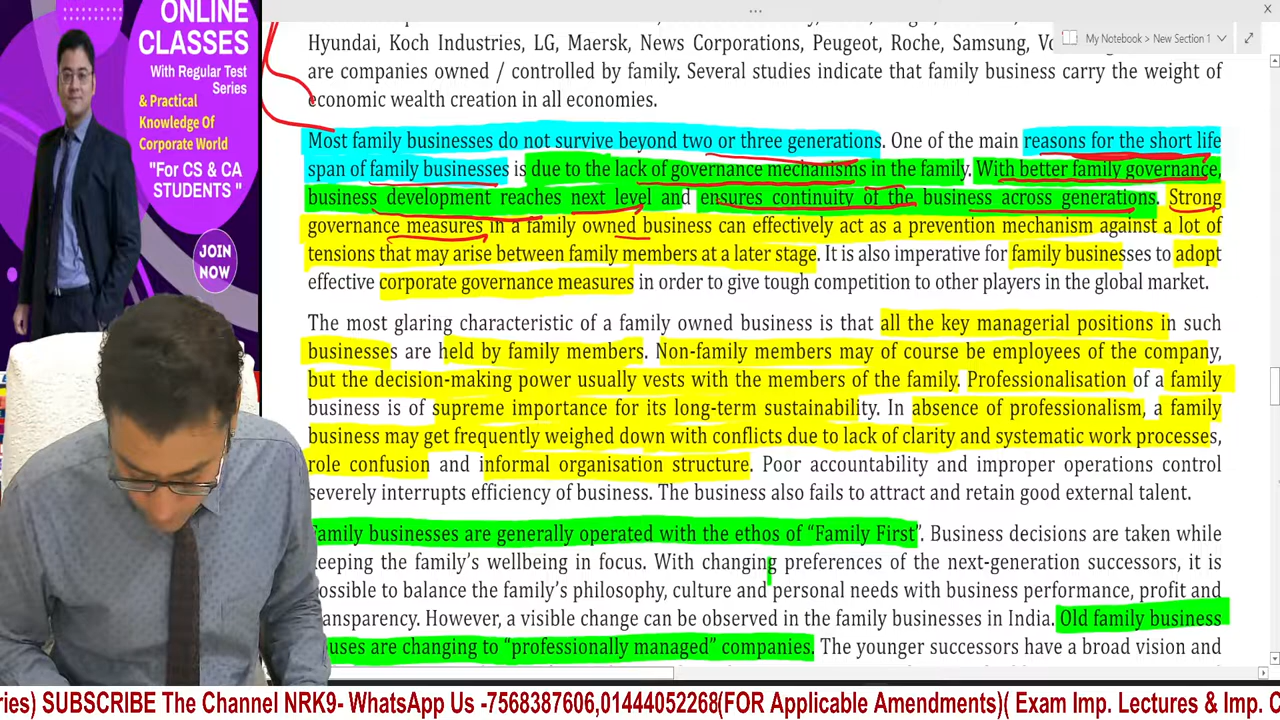 ONLINE
CLASSES
With Regular Test
Series
& Practical
Knowledge Of
Corporate World
"For CS & CA
STUDENTS "
JOIN
NOW
My Notebook > New Section 1
Hyundai, Koch Industries, LG, Maersk, News Corporations, Peugeot, Roche, Samsung,
are companies owned / controlled by family. Several studies indicate that family business carry the weight of
economic wealth creation in all economies.
Most family businesses do not survive beyond two or three generations. One of the main reasons for the short life
span of family businesses is due to the lack of governance mechanisms in the family. With better family governance,
business development reaches next level and ensures continuity of the business across generations. Strong
governance measures in a family owned business can effectively act as a prevention mechanism against a lot of
tensions that may arise between family members at a later stage. It is also imperative for family businesses to adopt
effective corporate governance measures in order to give tough competition to other players in the global market.
The most glaring characteristic of a family owned business is that all the key managerial positions in such
businesses are held by family members. Non-family members may of course be employees of the company,
but the decision-making power usually vests with the members of the family. Professionalisation of a family
business is of supreme importance for its long-term sustainability. In absence of professionalism, a family
business may get frequently weighed down with conflicts due to lack of clarity and systematic work processes,
role confusion and informal organisation structure. Poor accountability and improper operations control
severely interrupts efficiency of business. The business also fails to attract and retain good external talent.
Family businesses are generally operated with the ethos of “Family First”. Business decisions are taken while
keeping the family’s wellbeing in focus. With changing preferences of the next-generation successors, it is
possible to balance the family’s philosophy, culture and personal needs with business performance, profit and
ansparency. However, a visible change can be observed in the family businesses in India. Old family business
uses are changing to “professionally managed” companies. The younger successors have a broad vision and
ries) SUBSCRIBE The Channel NRK9- WhatsApp Us -7568387606,01444052268(FOR Applicable Amendments)( Exam Imp. Lectures & Imp.